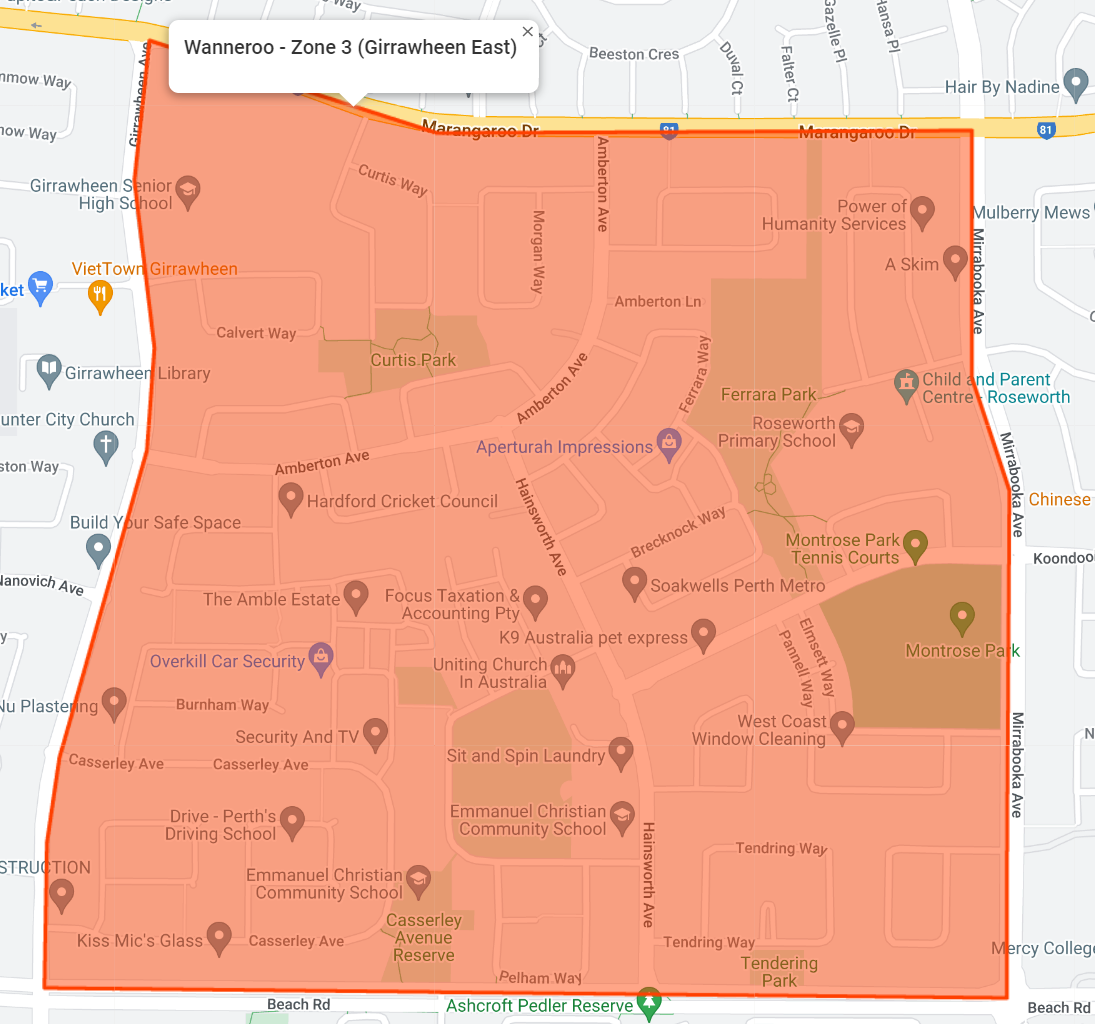 Wanneroo - Zone 3 (Girrawheen East)
×
Beeston Cres
Duval Ct
Falter Ct
Gazelle Pl
Hansa Pl
Hair By Nadine
nmow Way
now Way
Girrawheen Ave
Marangaroo Dr
81
Marangaroo Dr
81
Girrawheen Senior
High School
Curtis Way
Morgan Way
Amberton Ave
Power of
Humanity Services
Mulberry Mews
A Skim
Mirrabooka Ave
VietTown Girrawheen
ket
Amberton Ln
Calvert Way
Curtis Park
Girrawheen Library
Ferrara Way
Ferrara Park
Child and Parent
Centre - Roseworth
unter City Church
Amberton Ave
Roseworth
Primary School
Aperturah Impressions
Amberton Ave
ston Way
Hardford Cricket Council
Hainsworth Ave
Mirrabooka Ave
Chinese
Build Your Safe Space
Brecknock Way
Montrose Park
Tennis Courts
Koondoo
Nanovich Ave
The Amble Estate
Focus Taxation &
Accounting Pty
Soakwells Perth Metro
K9 Australia pet express
Elmsett Way
Pannell Way
Montrose Park
Overkill Car Security
Uniting Church
In Australia
Nu Plastering
Burnham Way
Security And TV
West Coast
Window Cleaning
Sit and Spin Laundry
Mirrabooka Ave
Casserley Ave
Casserley Ave
Drive - Perth's
Driving School
Emmanuel Christian
Community School
Hainsworth Ave
Tendring Way
STRUCTION
Emmanuel Christian
Community School
Casserley
Avenue
Reserve
Kiss Mic's Glass
Casserley Ave
Tendring Way
Mercy College
Tendering
Park
Pelham Way
Beach Rd
Ashcroft Pedler Reserve
Beach Rd